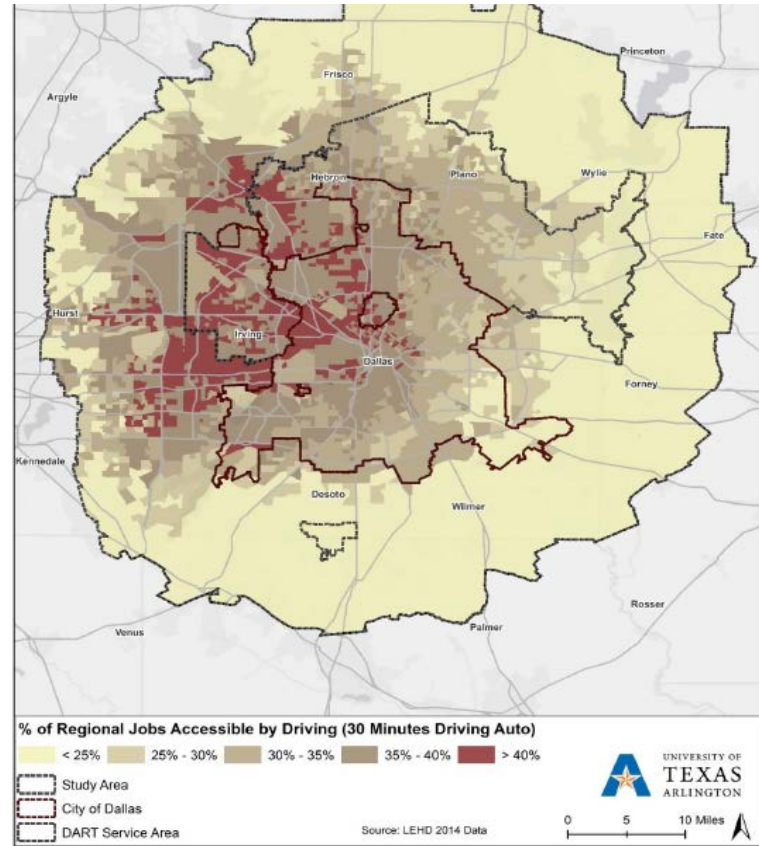 Princeton
Frisco
Argyle
Hebron
Plano
Wylie
Fate
Hurst
Irving
Dallas
Forney
Kennedale
Desoto
Wilmer
Rosser
Venus
Palmer
% of Regional Jobs Accessible by Driving (30 Minutes Driving Auto)
< 25% 25% - 30% 30% - 35% 35% - 40% > 40%
Study Area
City of Dallas
DART Service Area
Source: LEHD 2014 Data
UNIVERSITY OF
TEXAS
ARLINGTON
0 5 10 Miles